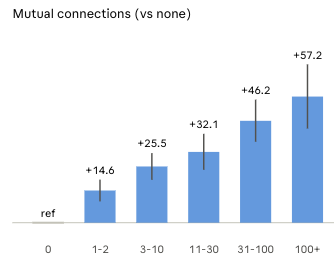 Mutual connections (vs none)
+57.2
+46.2
+32.1
+25.5
+14.6
ref
0 1-2 3-10 11-30 31-100 100+